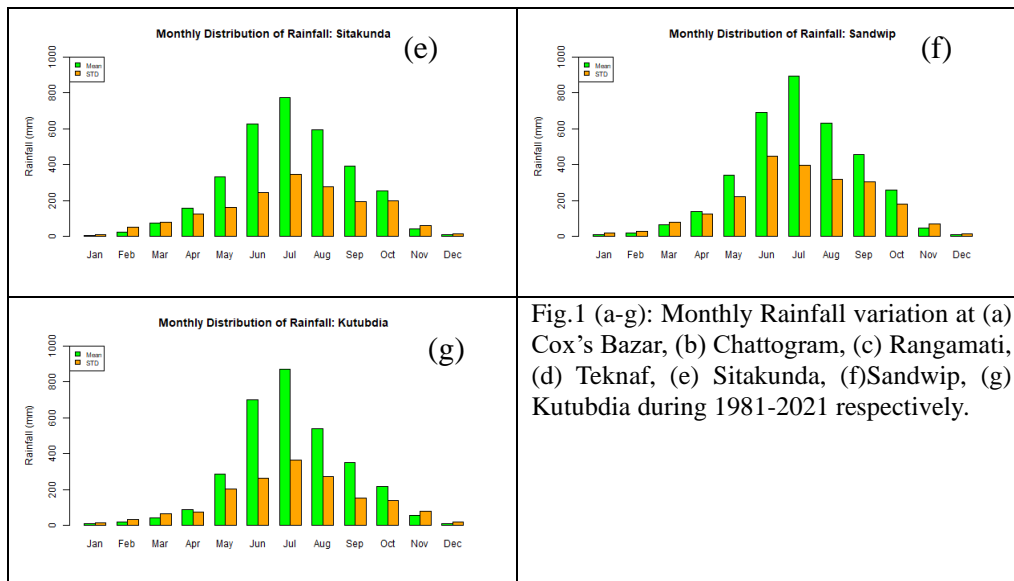 Monthly Distribution of Rainfall: Sitakunda
(e)
Mean
STD
Rainfall (mm)
0 200 400 600 800 1000
Jan Feb Mar Apr May Jun Jul Aug Sep Oct Nov Dec
Monthly Distribution of Rainfall: Sandwip
(f)
Mean
STD
Rainfall (mm)
0 200 400 600 800 1000
Jan Feb Mar Apr May Jun Jul Aug Sep Oct Nov Dec
Monthly Distribution of Rainfall: Kutubdia
(g)
Mean
STD
Rainfall (mm)
0 200 400 600 800 1000
Jan Feb Mar Apr May Jun Jul Aug Sep Oct Nov Dec
Fig.1 (a-g): Monthly Rainfall variation at (a)
Cox's Bazar, (b) Chattogram, (c) Rangamati,
(d) Teknaf, (e) Sitakunda, (f)Sandwip, (g)
Kutubdia during 1981-2021 respectively.